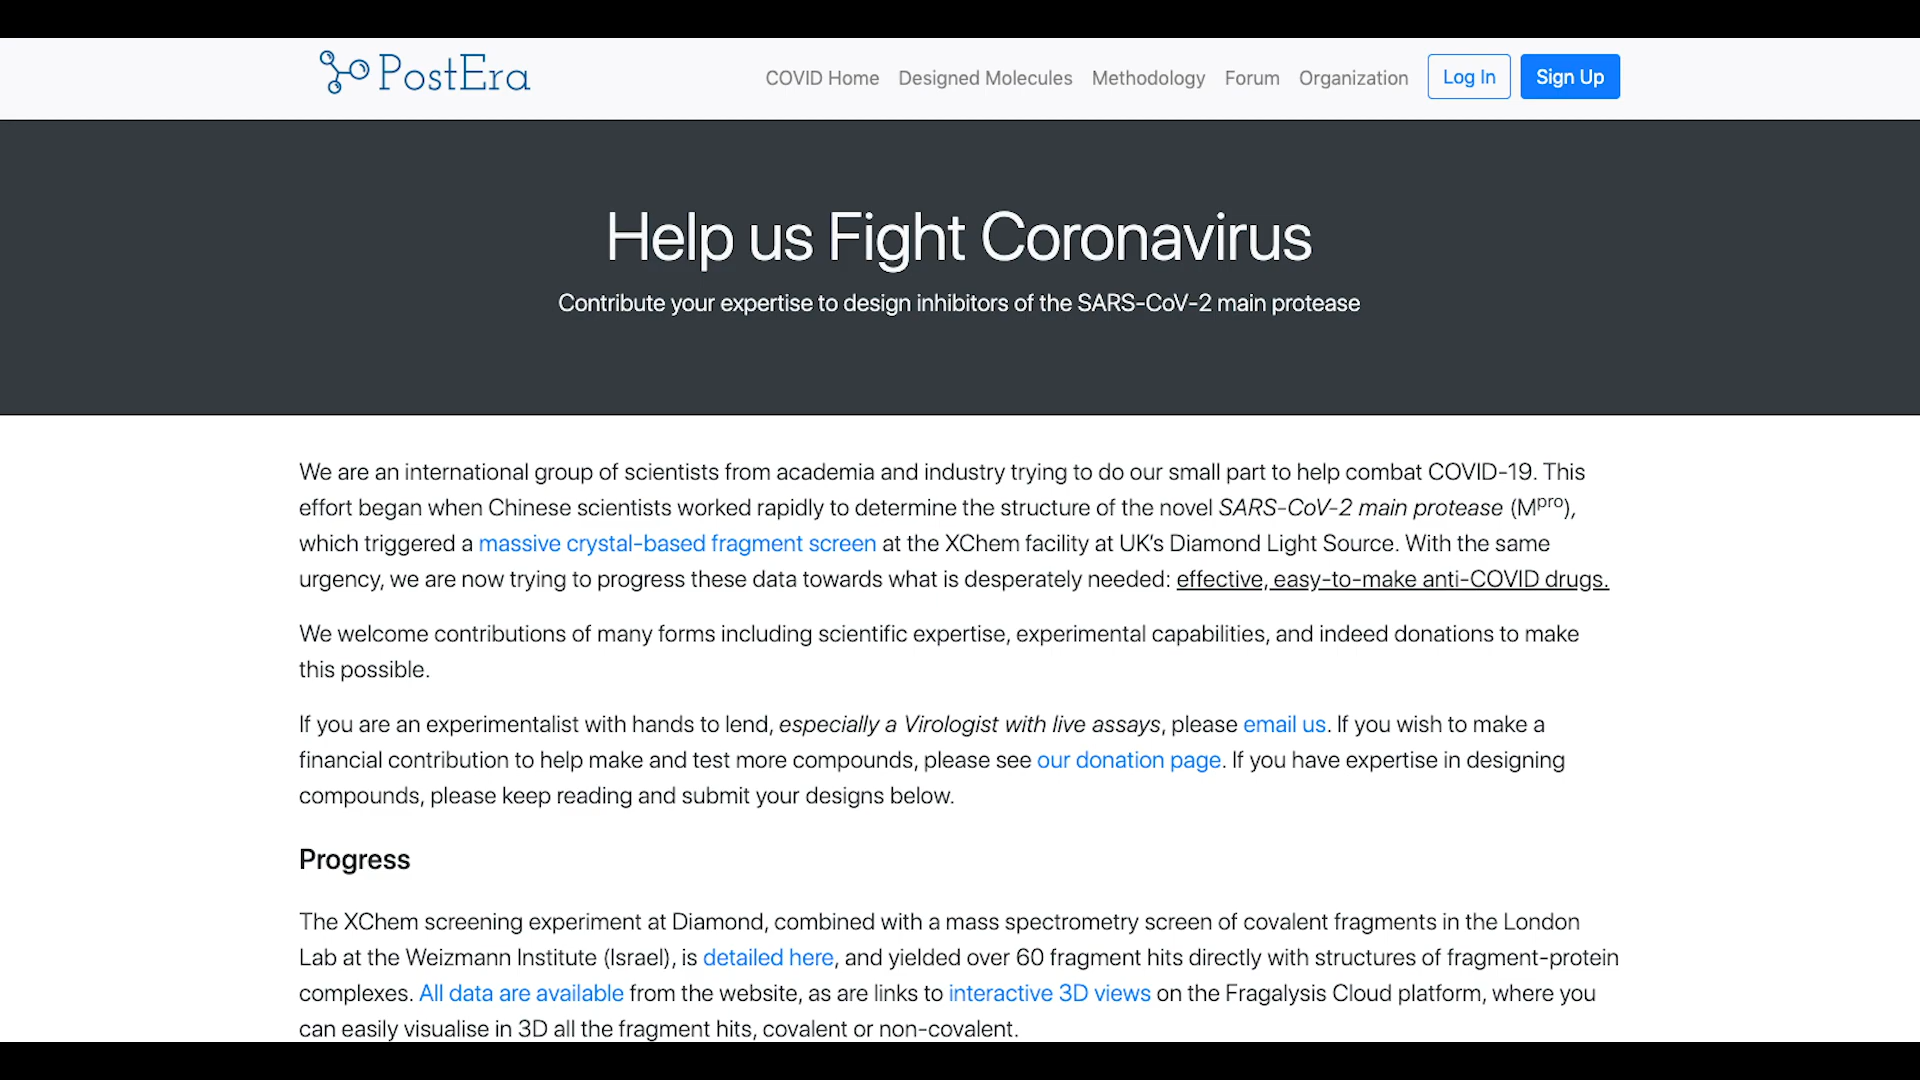 PostEra
COVID Home Designed Molecules Methodology Forum Organization Log In Sign Up
Help us Fight Coronavirus
Contribute your expertise to design inhibitors of the SARS-CoV-2 main protease
We are an international group of scientists from academia and industry trying to do our small part to help combat COVID-19. This
effort began when Chinese scientists worked rapidly to determine the structure of the novel SARS-CoV-2 main protease (Mpro),
which triggered a massive crystal-based fragment screen at the XChem facility at UK's Diamond Light Source. With the same
urgency, we are now trying to progress these data towards what is desperately needed: effective, easy-to-make anti-COVID drugs.
We welcome contributions of many forms including scientific expertise, experimental capabilities, and indeed donations to make
this possible.
If you are an experimentalist with hands to lend, especially a Virologist with live assays, please email us. If you wish to make a
financial contribution to help make and test more compounds, please see our donation page. If you have expertise in designing
compounds, please keep reading and submit your designs below.
Progress
The XChem screening experiment at Diamond, combined with a mass spectrometry screen of covalent fragments in the London
Lab at the Weizmann Institute (Israel), is detailed here, and yielded over 60 fragment hits directly with structures of fragment-protein
complexes. All data are available from the website, as are links to interactive 3D views on the Fragalysis Cloud platform, where you
can easily visualise in 3D all the fragment hits, covalent or non-covalent.